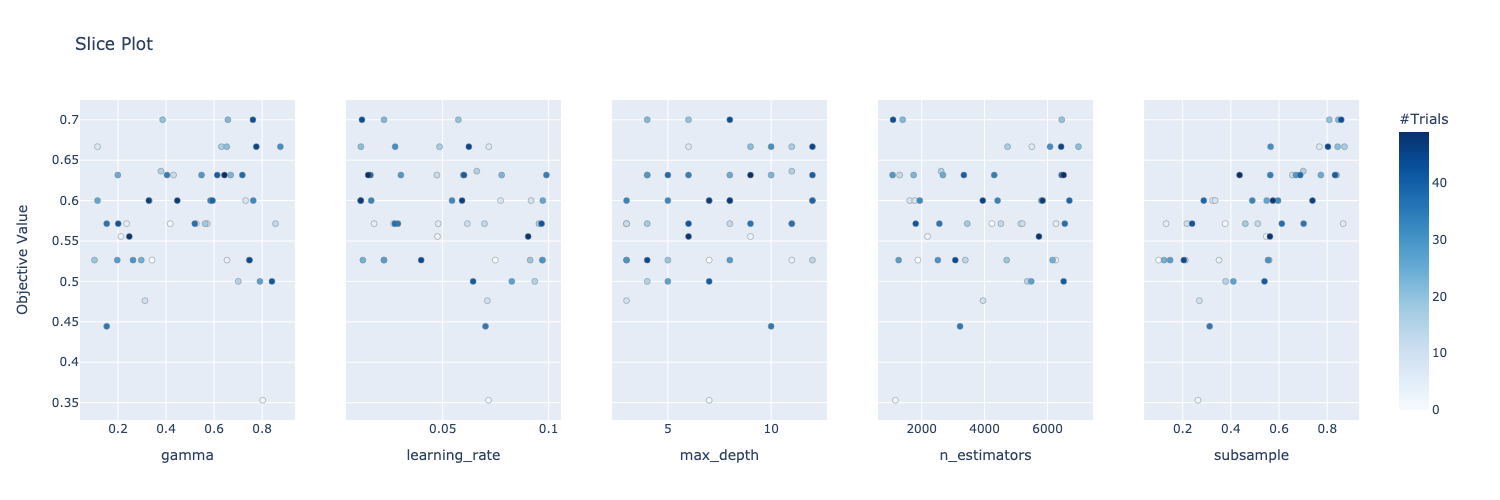 Slice Plot
Objective Value
0.7
0.65
0.6
0.55
0.5
0.45
0.4
0.35
0.2 0.4 0.6 0.8
gamma
0.05 0.1
learning_rate
5 10
max_depth
2000 4000 6000
n_estimators
0.2 0.4 0.6 0.8
subsample
#Trials
40
30
20
10
0